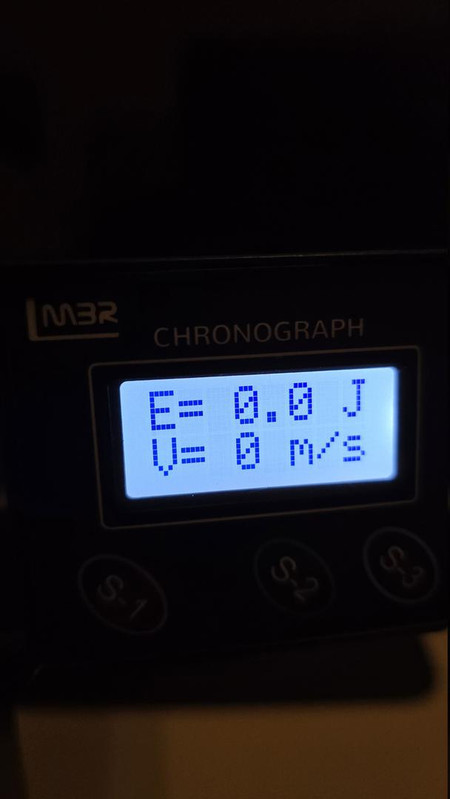 LMBR
CHRONOGRAPH
E= 0.0 J
V= 0 m/s
S-1
S-2
S-3